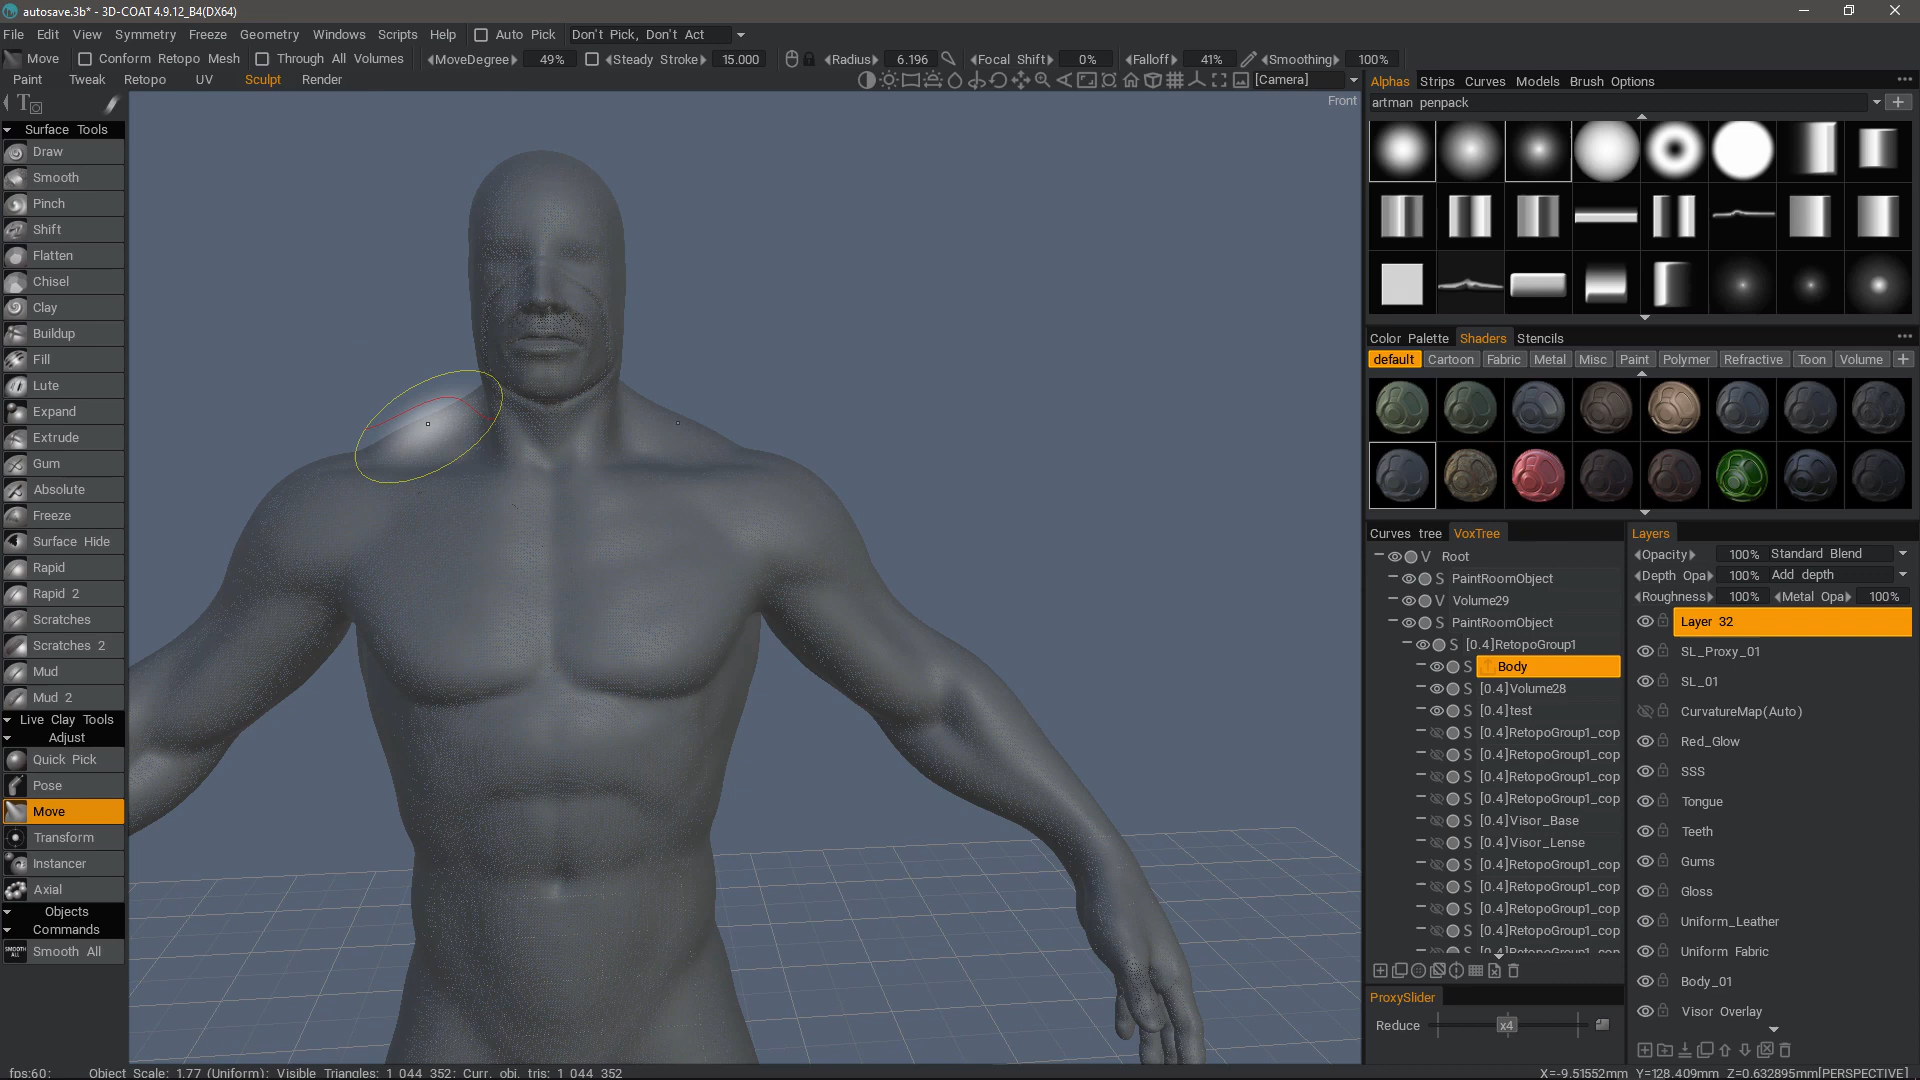 autosave.3b* - 3D-COAT 4.9.12_B4(DX64)
File Edit View Symmetry Freeze Geometry Windows Scripts Help Auto Pick Don't Pick, Don't Act
Move Conform Retopo Mesh Through All Volumes MoveDegree 49% Steady Stroke 15.000 Radius 6.196 Focal Shift 0% Falloff 41% Smoothing 100%
Paint Tweak Retopo UV Sculpt Render [Camera]
Front
Surface Tools
Draw
Smooth
Pinch
Shift
Flatten
Chisel
Clay
Buildup
Fill
Lute
Expand
Extrude
Gum
Absolute
Freeze
Surface Hide
Rapid
Rapid 2
Scratches
Scratches 2
Mud
Mud 2
Live Clay Tools
Adjust
Quick Pick
Pose
Move
Transform
Instancer
Axial
Objects
Commands
SMOOTH ALL
Smooth All
Alphas Strips Curves Models Brush Options
artman penpack
Color Palette Shaders Stencils
default Cartoon Fabric Metal Misc Paint Polymer Refractive Toon Volume
Curves tree VoxTree
V Root
S PaintRoomObject
V Volume29
S PaintRoomObject
S [0.4]RetopoGroup1
S Body
S [0.4]Volume28
S [0.4]test
S [0.4]RetopoGroup1_cop
S [0.4]RetopoGroup1_cop
S [0.4]RetopoGroup1_cop
S [0.4]RetopoGroup1_cop
S [0.4]Visor_Base
S [0.4]Visor_Lense
S [0.4]RetopoGroup1_cop
S [0.4]RetopoGroup1_cop
S [0.4]RetopoGroup1_cop
S [0.4]RetopoGroup1_cop
S [0.4]RetopoGroup1_cop
ProxySlider
Reduce x4
Layers
Opacity 100% Standard Blend
Depth Opa 100% Add depth
Roughness 100% Metal Opa 100%
Layer 32
SL_Proxy_01
SL_01
CurvatureMap(Auto)
Red_Glow
SSS
Tongue
Teeth
Gums
Gloss
Uniform_Leather
Uniform Fabric
Body_01
Visor Overlay
fps:60; Object Scale: 1.77 (Uniform); Visible Triangles: 1 044 352; Curr. obj. tris: 1 044 352
X=-9.51552mm Y=128.409mm Z=0.632895mm[PERSPECTIVE]